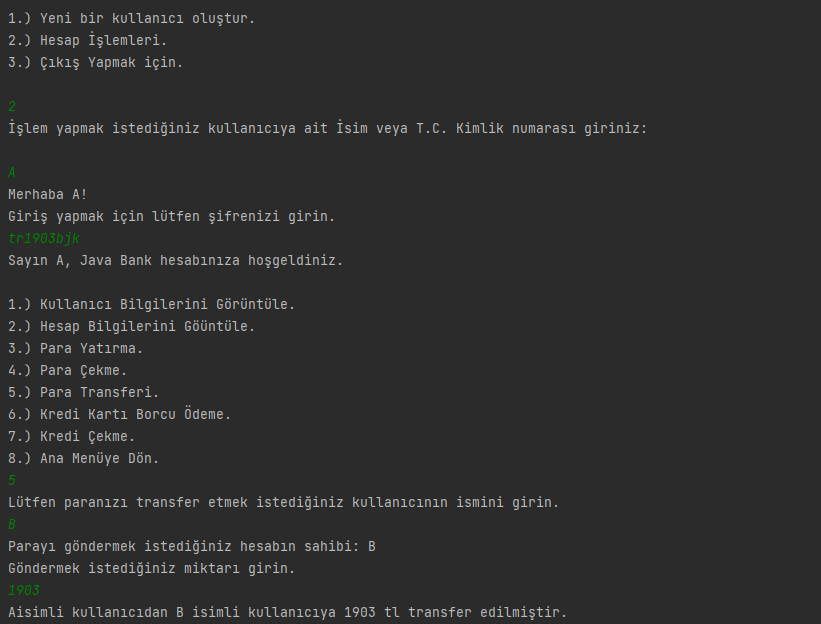 1.) Yeni bir kullanıcı oluştur.
2.) Hesap İşlemleri.
3.) Çıkış Yapmak için.
2
İşlem yapmak istediğiniz kullanıcıya ait İsim veya T.C. Kimlik numarası giriniz:
A
Merhaba A!
Giriş yapmak için lütfen şifrenizi girin.
tr1903bjk
Sayın A, Java Bank hesabınıza hoşgeldiniz.
1.) Kullanıcı Bilgilerini Görüntüle.
2.) Hesap Bilgilerini Göüntüle.
3.) Para Yatırma.
4.) Para Çekme.
5.) Para Transferi.
6.) Kredi Kartı Borcu Ödeme.
7.) Kredi Çekme.
8.) Ana Menüye Dön.
5
Lütfen paranızı transfer etmek istediğiniz kullanıcının ismini girin.
B
Parayı göndermek istediğiniz hesabın sahibi: B
Göndermek istediğiniz miktarı girin.
1903
Aisimli kullanıcıdan B isimli kullanıcıya 1903 tl transfer edilmiştir.